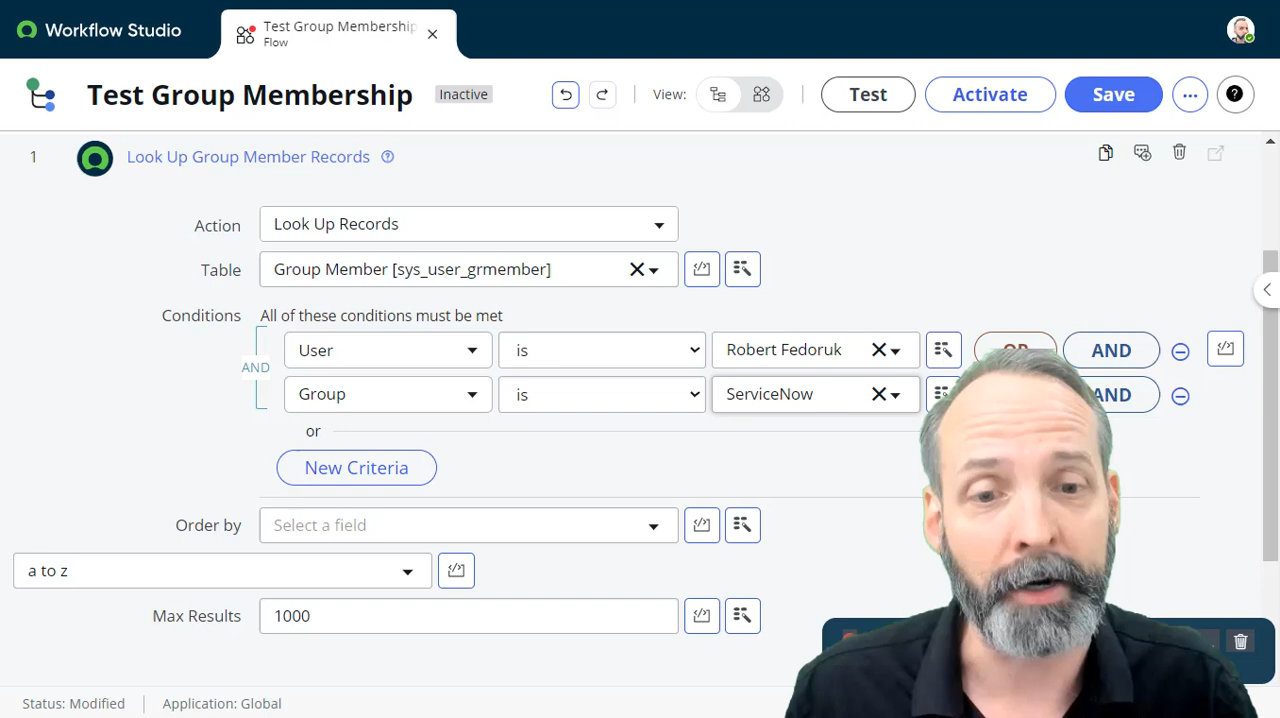 Workflow Studio
Test Group Membership
Flow
Test Group Membership
Inactive
View:
Test
Activate
Save
1
Look Up Group Member Records
Action
Look Up Records
Table
Group Member [sys_user_grmember]
Conditions
All of these conditions must be met
AND
User
is
Robert Fedoruk
OR
AND
Group
is
ServiceNow
AND
or
New Criteria
Order by
Select a field
a to z
Max Results
1000
Status: Modified
Application: Global